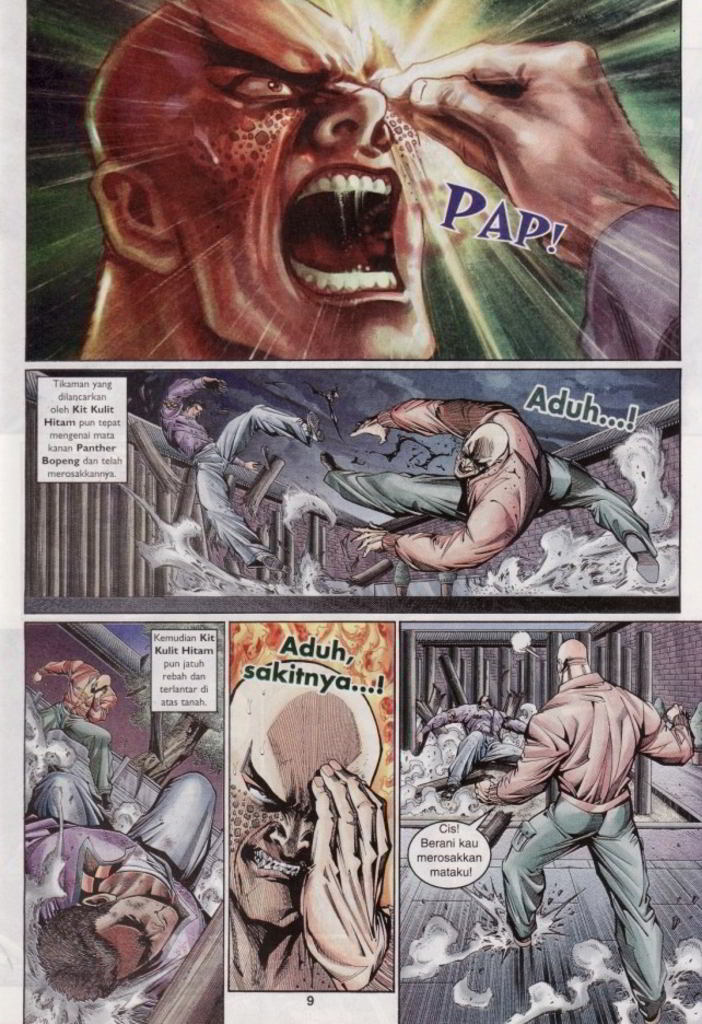 PAP!
Tikaman yang
dilancarkan
oleh Kit Kulit
Hitam pun tepat
mengenai mata
kanan Panther
Bopeng dan telah
merosakkannya.
Aduh....!
Kemudian Kit
Kulit Hitam
pun jatuh
rebah dan
terlantar di
atas tanah.
Aduh,
sakitnya...!
Cis!
Berani kau
merosakkan
mataku!
9